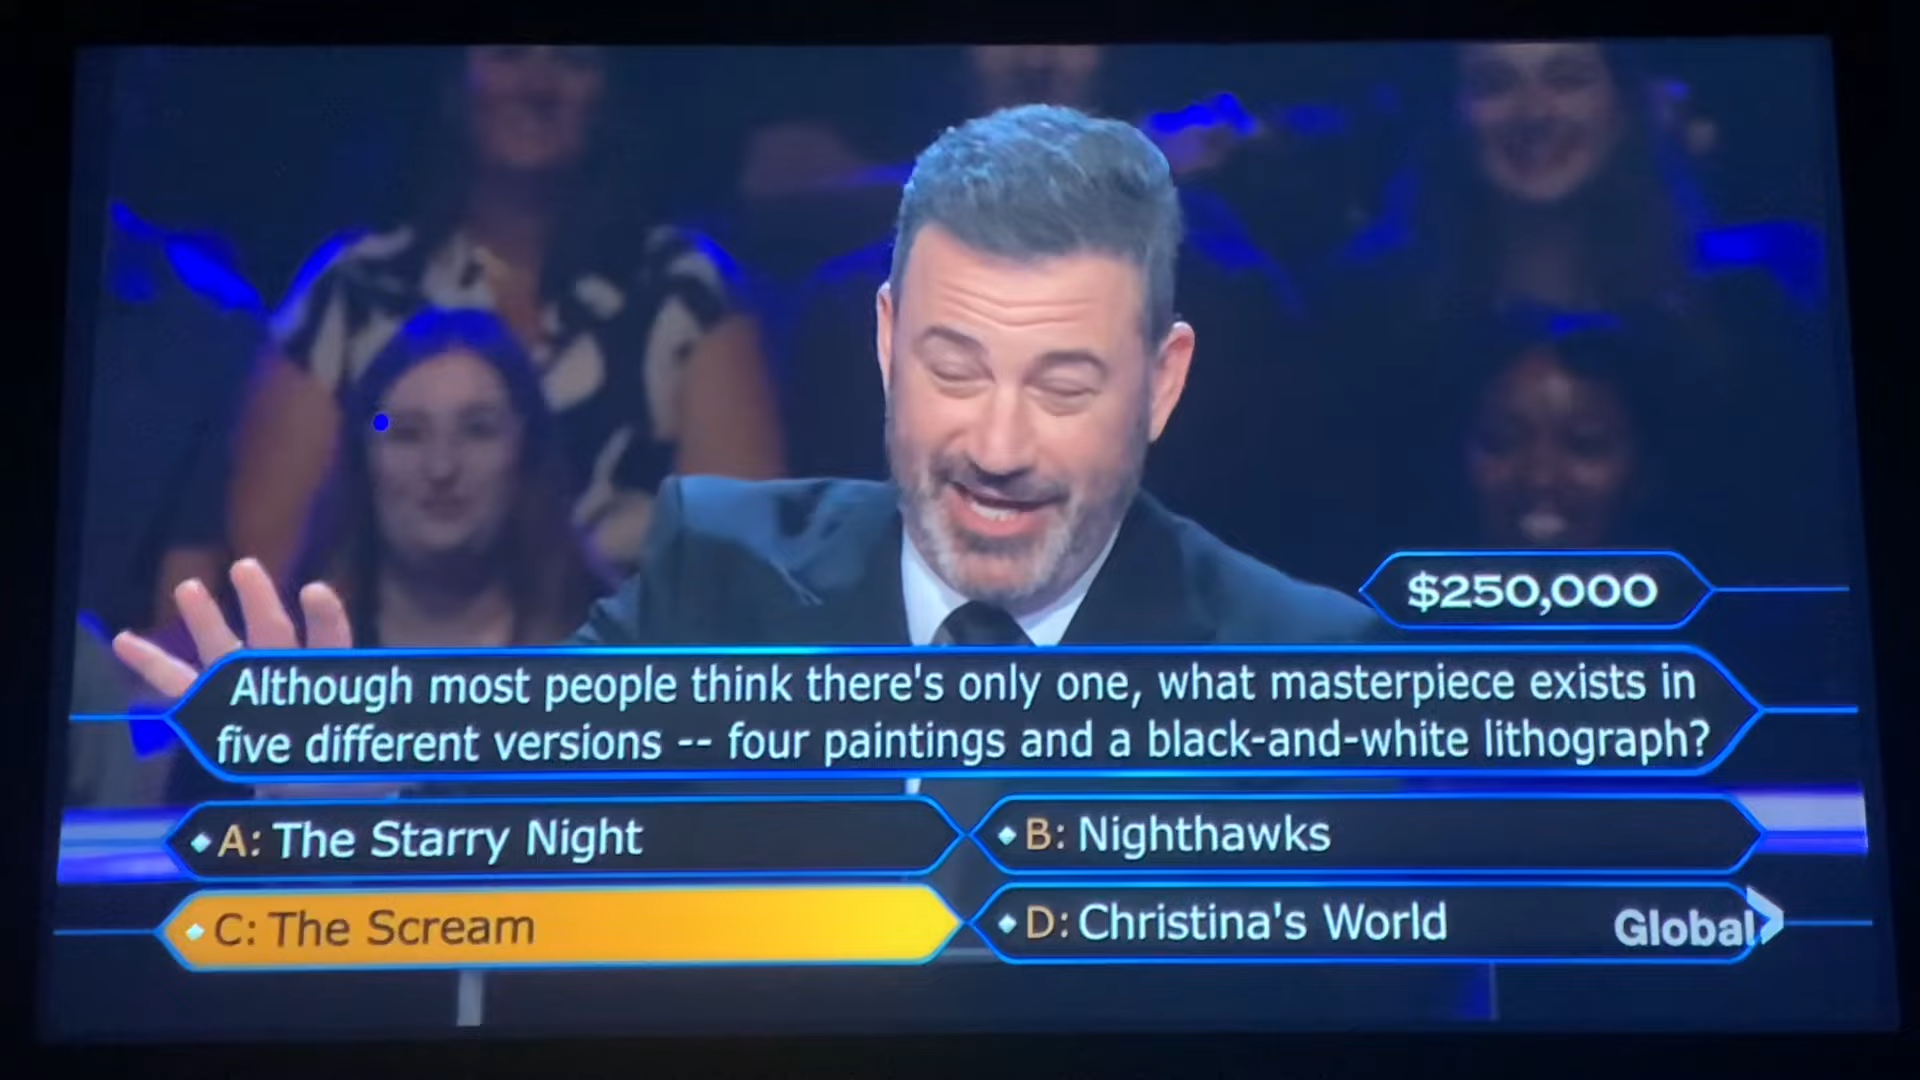 $250,000
Although most people think there's only one, what masterpiece exists in
five different versions -- four paintings and a black-and-white lithograph?
A: The Starry Night
B: Nighthawks
C: The Scream
D: Christina's World
Global